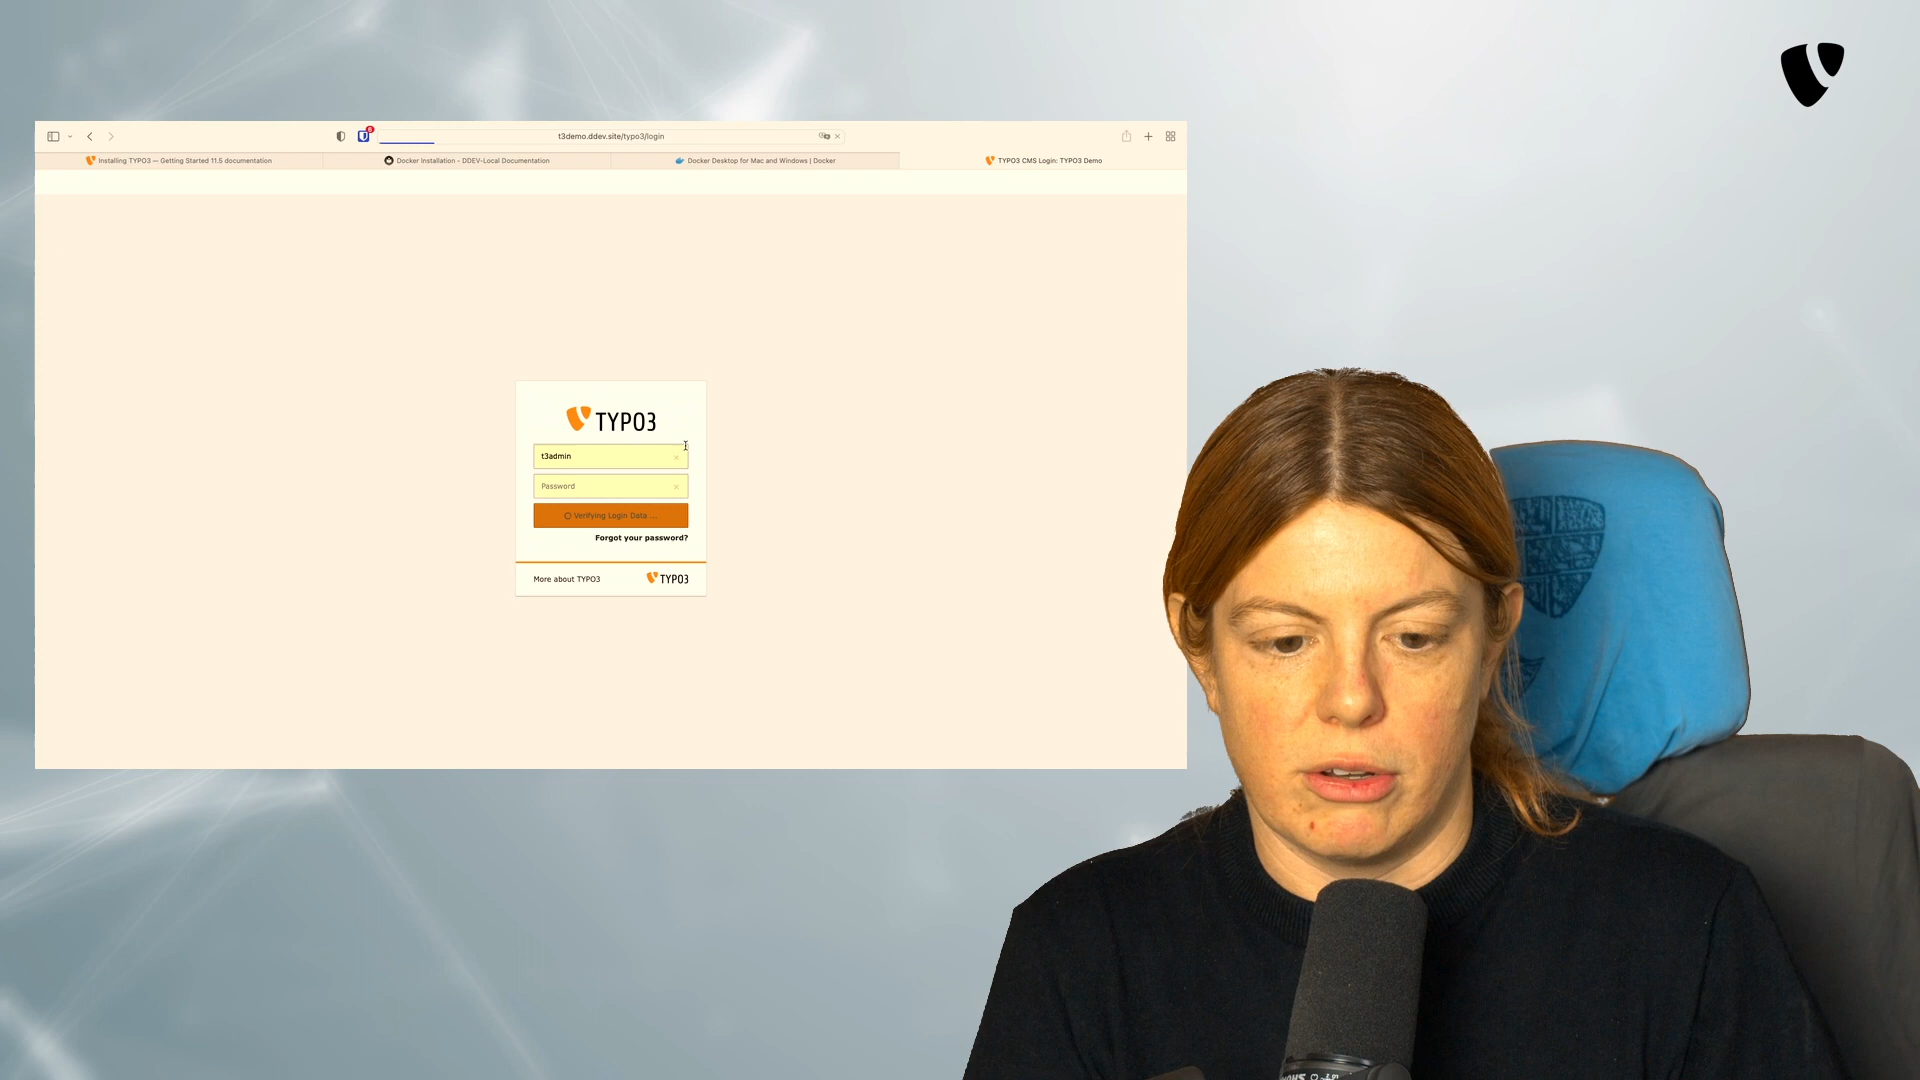 t3demo.ddev.site/typo3/login
Installing TYPO3 — Getting Started 11.5 documentation
Docker Installation - DDEV-Local Documentation
Docker Desktop for Mac and Windows | Docker
TYPO3 CMS Login: TYPO3 Demo
TYPO3
t3admin
Password
Verifying Login Data ...
Forgot your password?
More about TYPO3
TYPO3